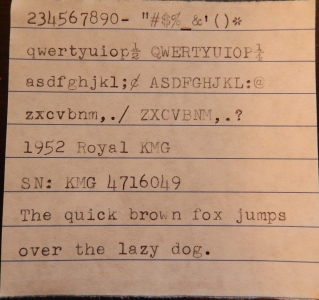 234567890- "#$%_&'()*
qwertyuiop½ QWERTYUIOP¼
asdfghjkl;¢ ASDFGHJKL:@
zxcvbnm,./ ZXCVBNM,.?
1952 Royal KMG
SN: KMG 4716049
The quick brown fox jumps
over the lazy dog.